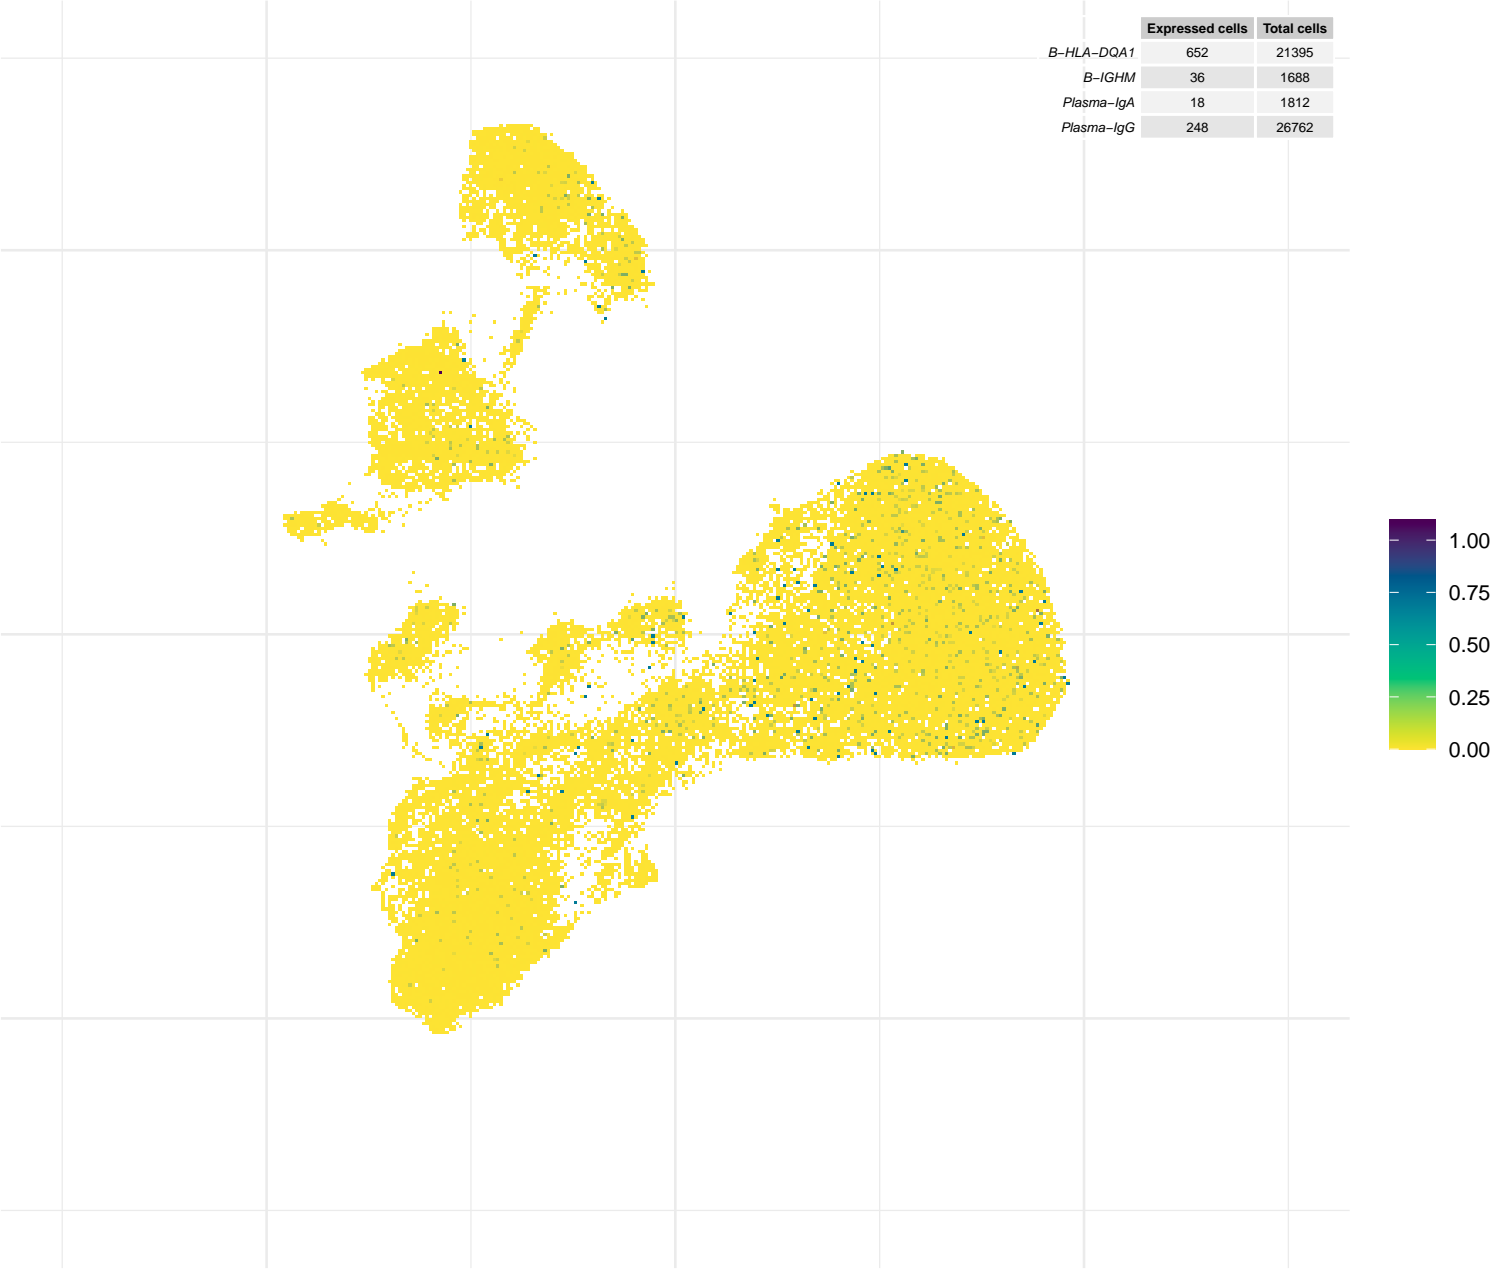 Expressed cells Total cells
B−HLA−DQA1 652 21395
B−IGHM 36 1688
Plasma−IgA 18 1812
Plasma−IgG 248 26762
1.00
0.75
0.50
0.25
0.00